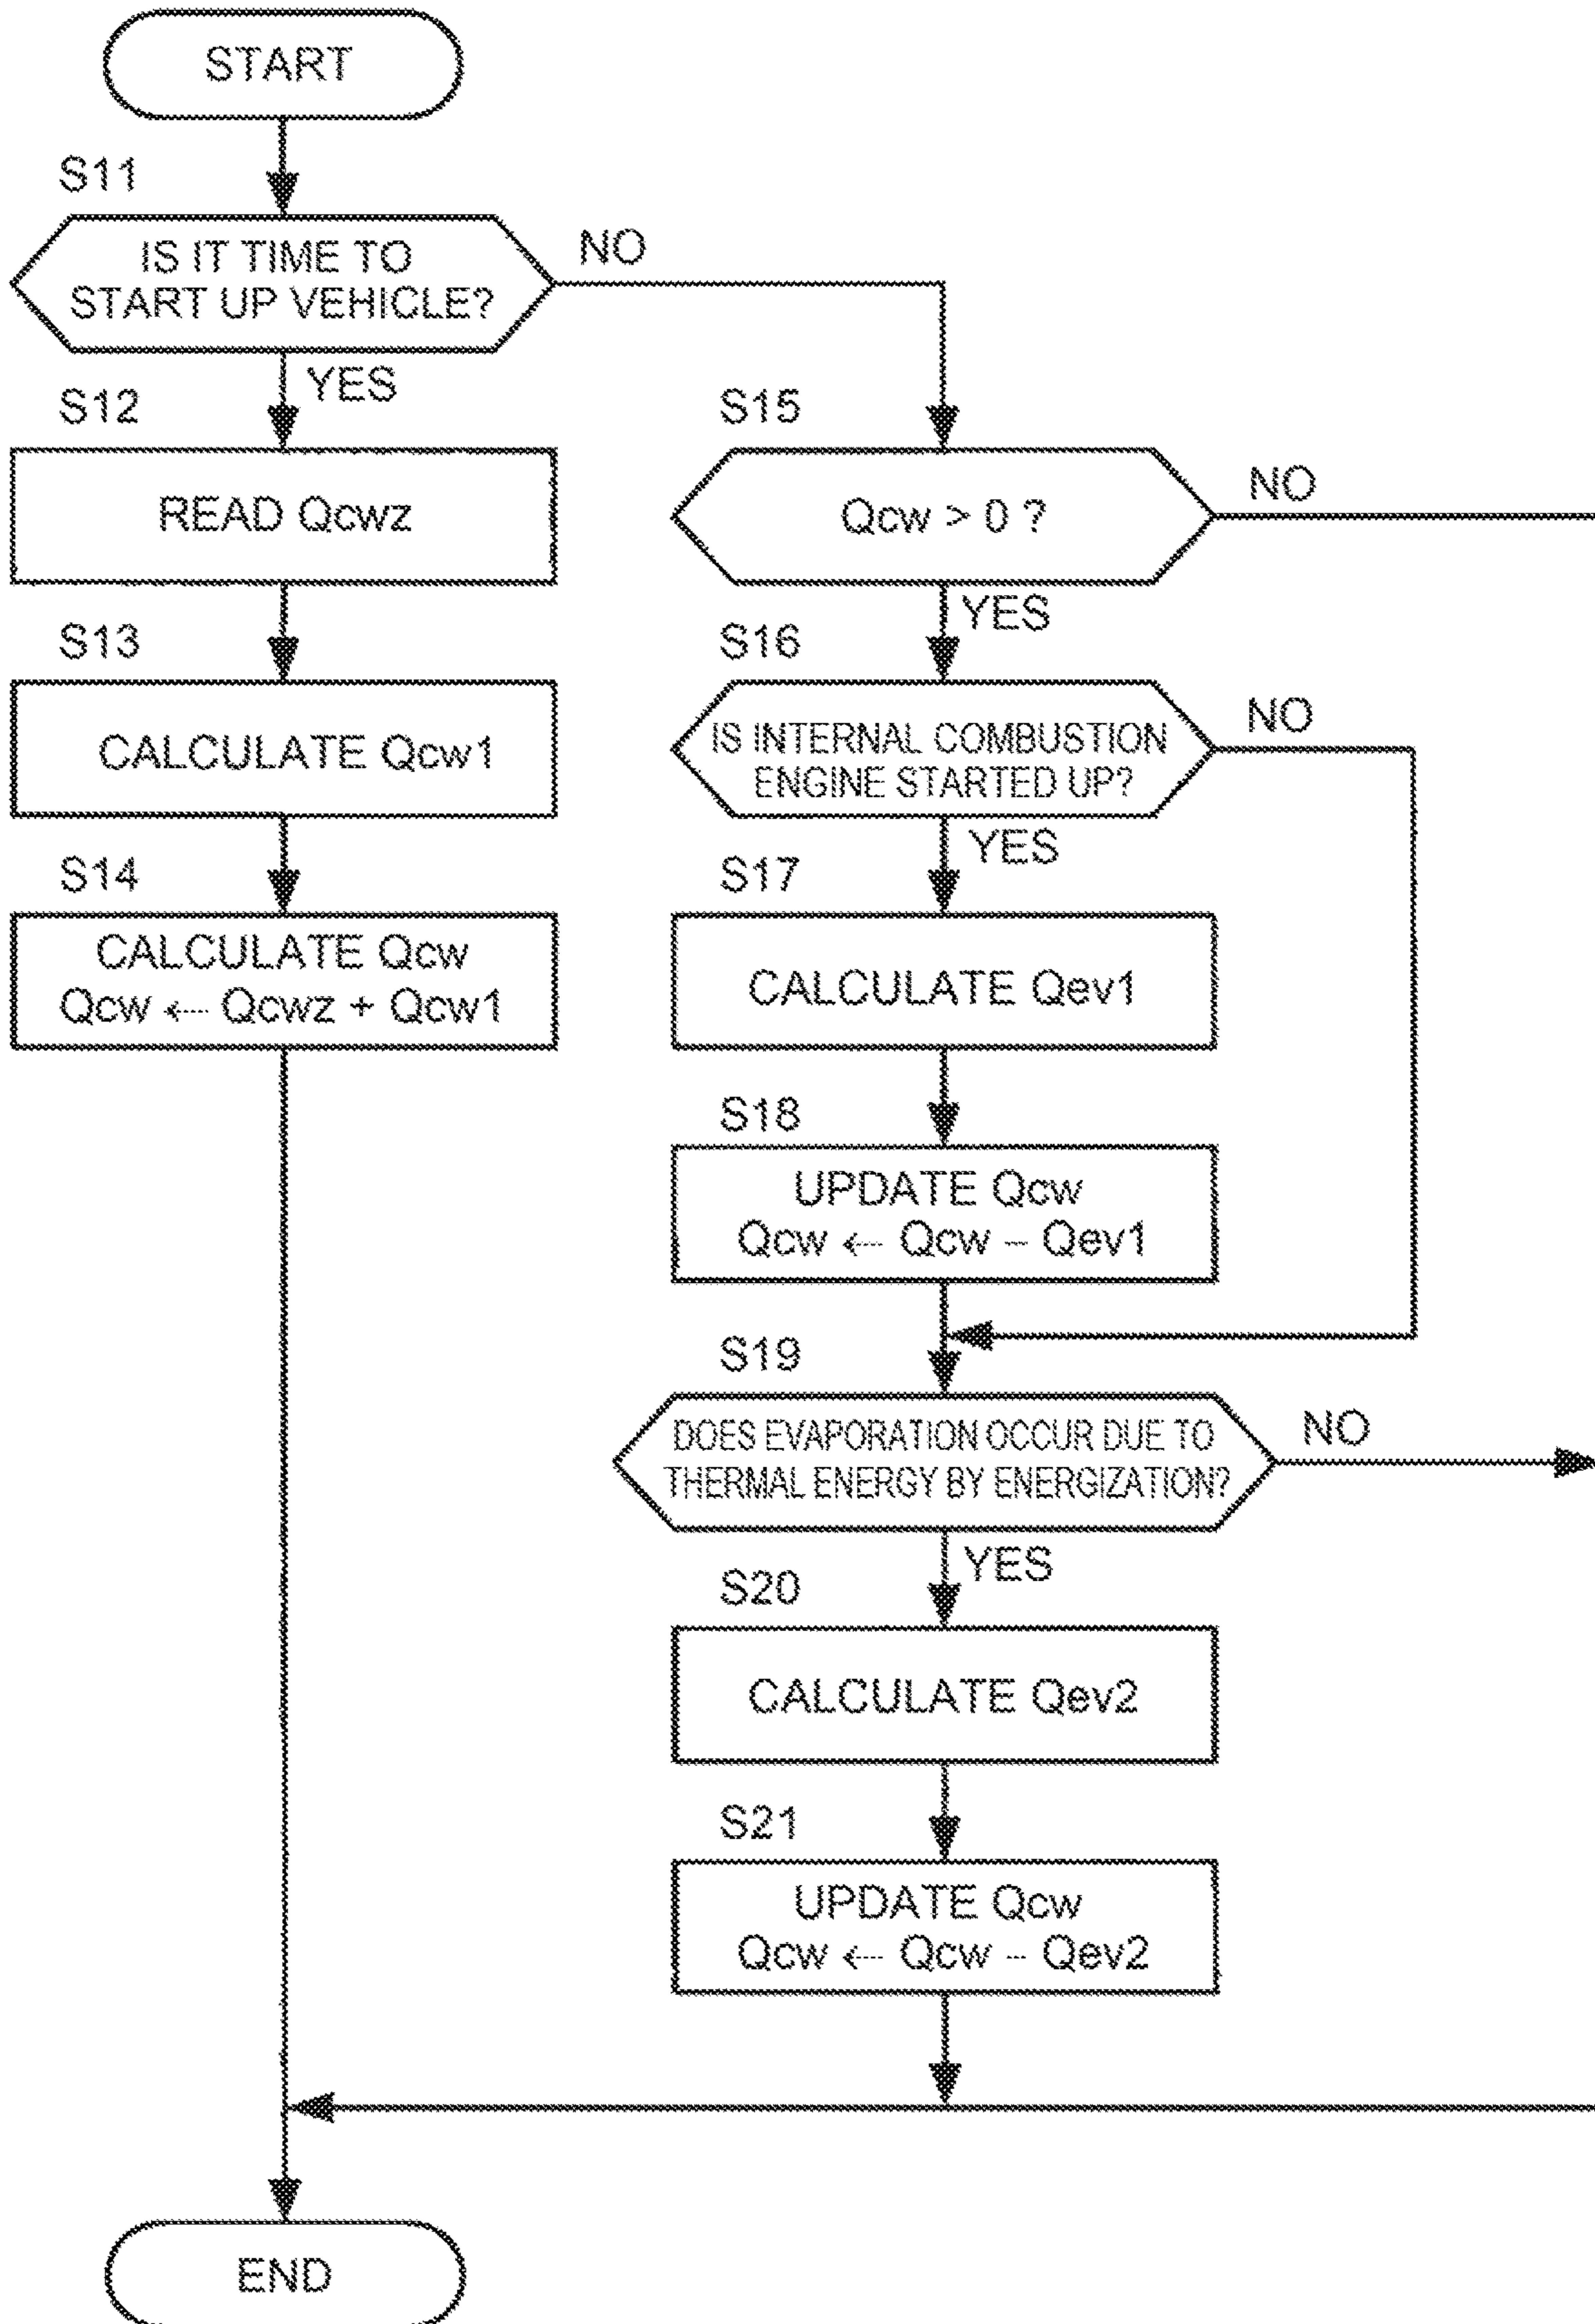 START
S11
IS IT TIME TO
START UP VEHICLE?
NO
YES
S12
READ Qcwz
S13
CALCULATE Qcw1
S14
CALCULATE Qcw
Qcw ← Qcwz + Qcw1
S15
Qcw > 0 ?
NO
YES
S16
IS INTERNAL COMBUSTION
ENGINE STARTED UP?
NO
YES
S17
CALCULATE Qev1
S18
UPDATE Qcw
Qcw ← Qcw – Qev1
S19
DOES EVAPORATION OCCUR DUE TO
THERMAL ENERGY BY ENERGIZATION?
NO
YES
S20
CALCULATE Qev2
S21
UPDATE Qcw
Qcw ← Qcw – Qev2
END